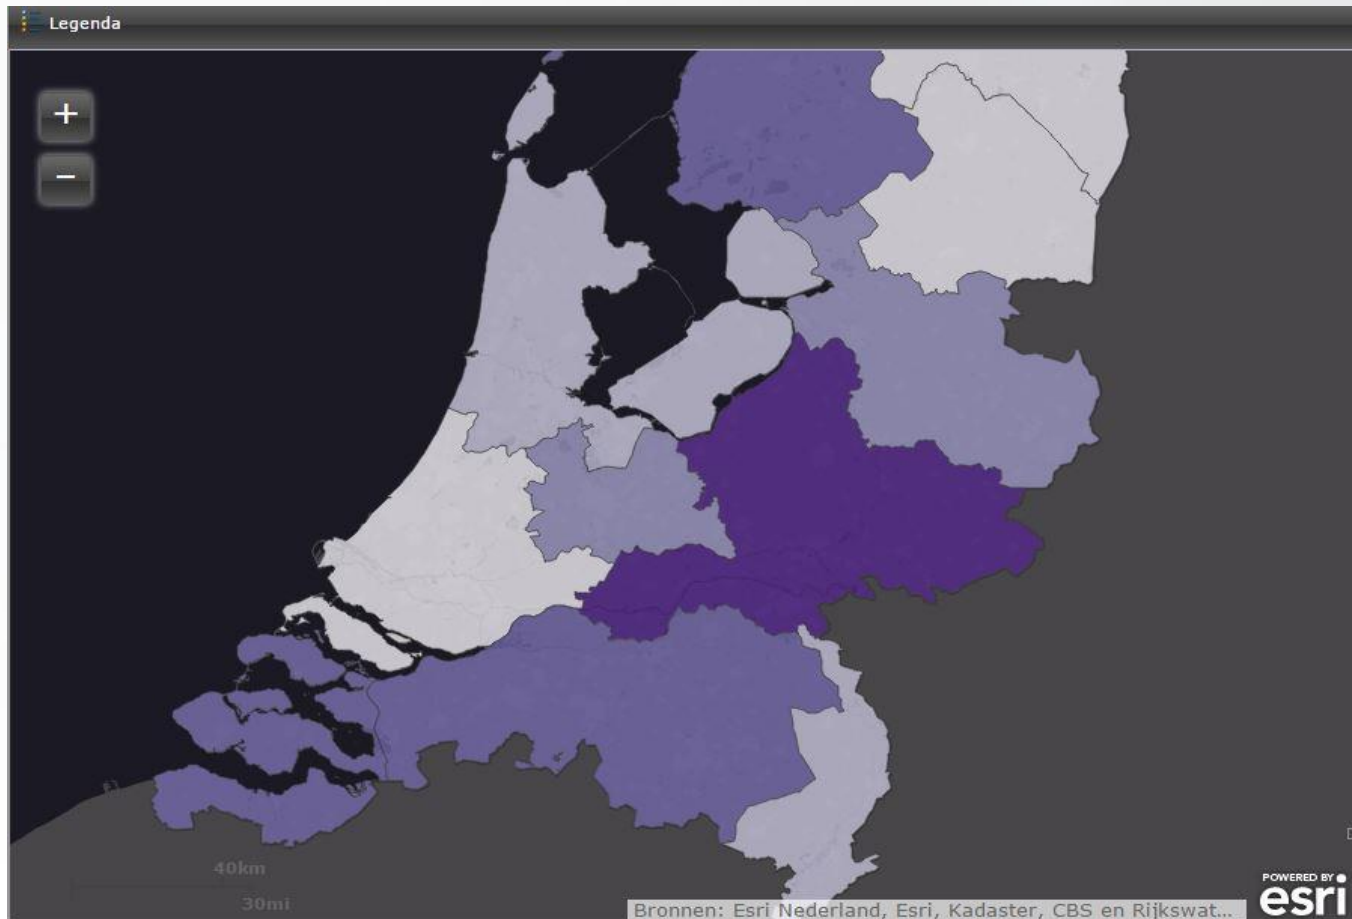 Legenda
+
−
40km
30mi
Bronnen: Esri Nederland, Esri, Kadaster, CBS en Rijkswat...
POWERED BY
esri